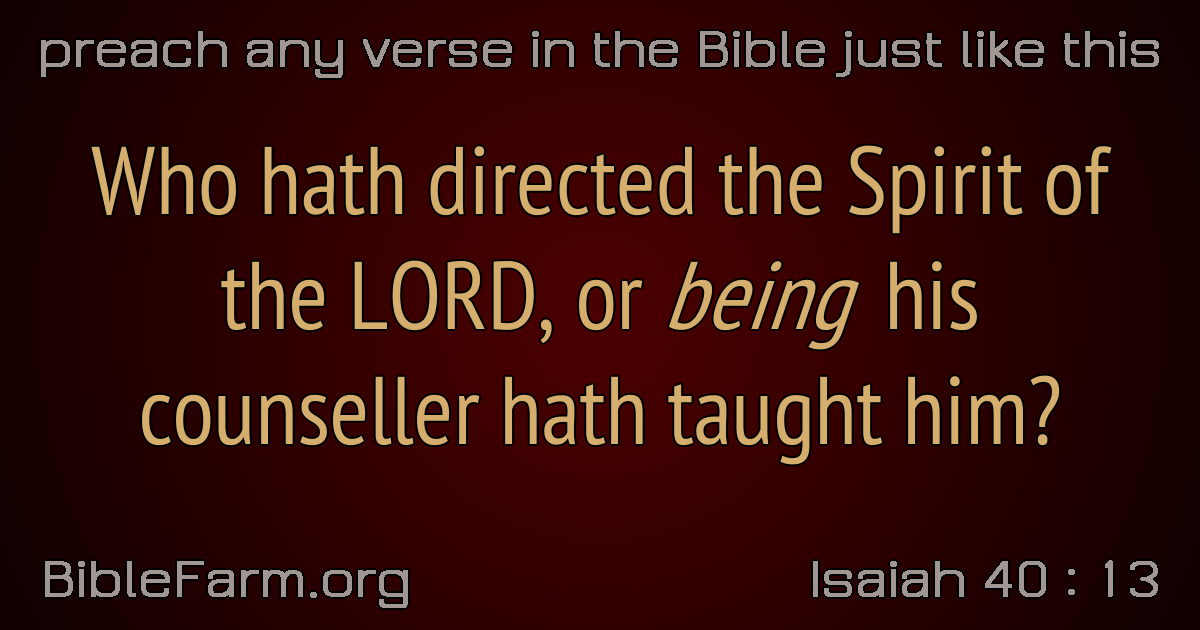 preach any verse in the Bible just like this
Who hath directed the Spirit of
the LORD, or being his
counseller hath taught him?
BibleFarm.org
Isaiah 40 : 13